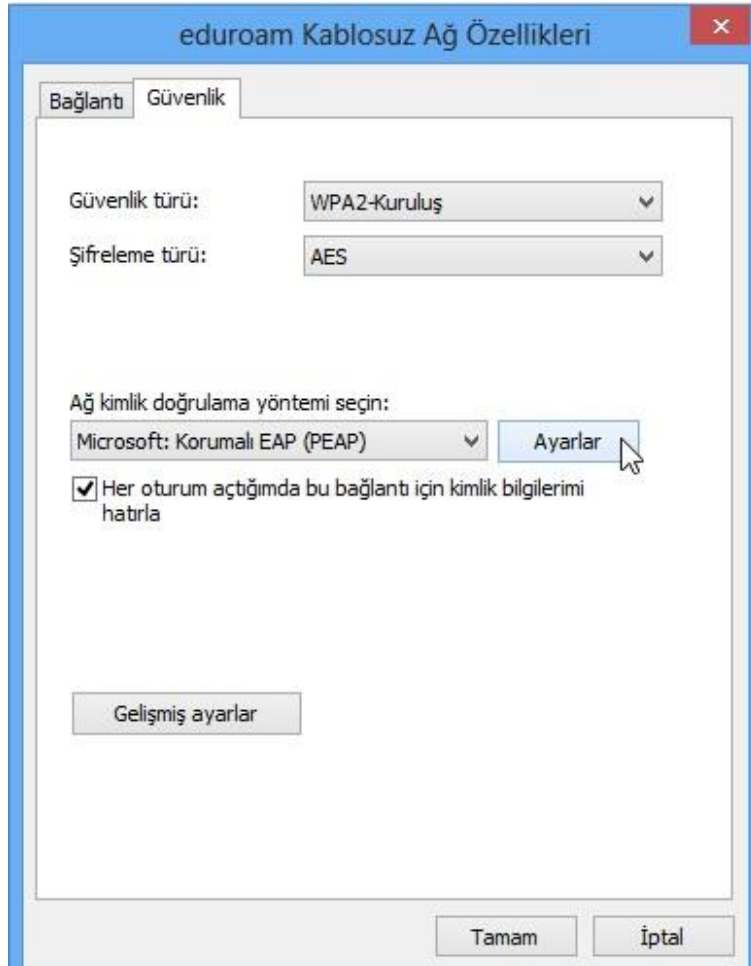 eduroam Kablosuz Ağ Özellikleri
Bağlantı Güvenlik
Güvenlik türü: WPA2-Kuruluş
Şifreleme türü: AES
Ağ kimlik doğrulama yöntemi seçin:
Microsoft: Korumalı EAP (PEAP) Ayarlar
Her oturum açtığımda bu bağlantı için kimlik bilgilerimi
hatırla
Gelişmiş ayarlar
Tamam İptal